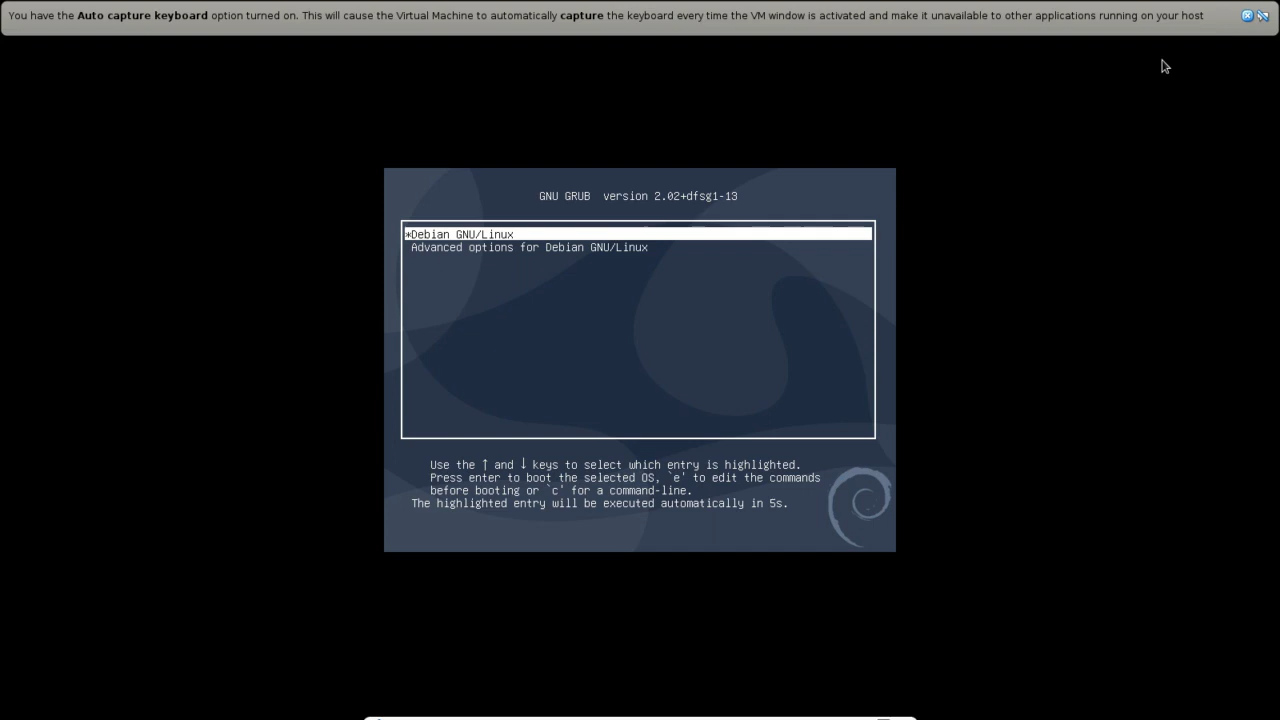 You have the Auto capture keyboard option turned on. This will cause the Virtual Machine to automatically capture the keyboard every time the VM window is activated and make it unavailable to other applications running on your host
GNU GRUB  version 2.02+dfsg1-13
*Debian GNU/Linux
Advanced options for Debian GNU/Linux
Use the ↑ and ↓ keys to select which entry is highlighted.
Press enter to boot the selected OS, `e' to edit the commands
before booting or `c' for a command-line.
The highlighted entry will be executed automatically in 5s.